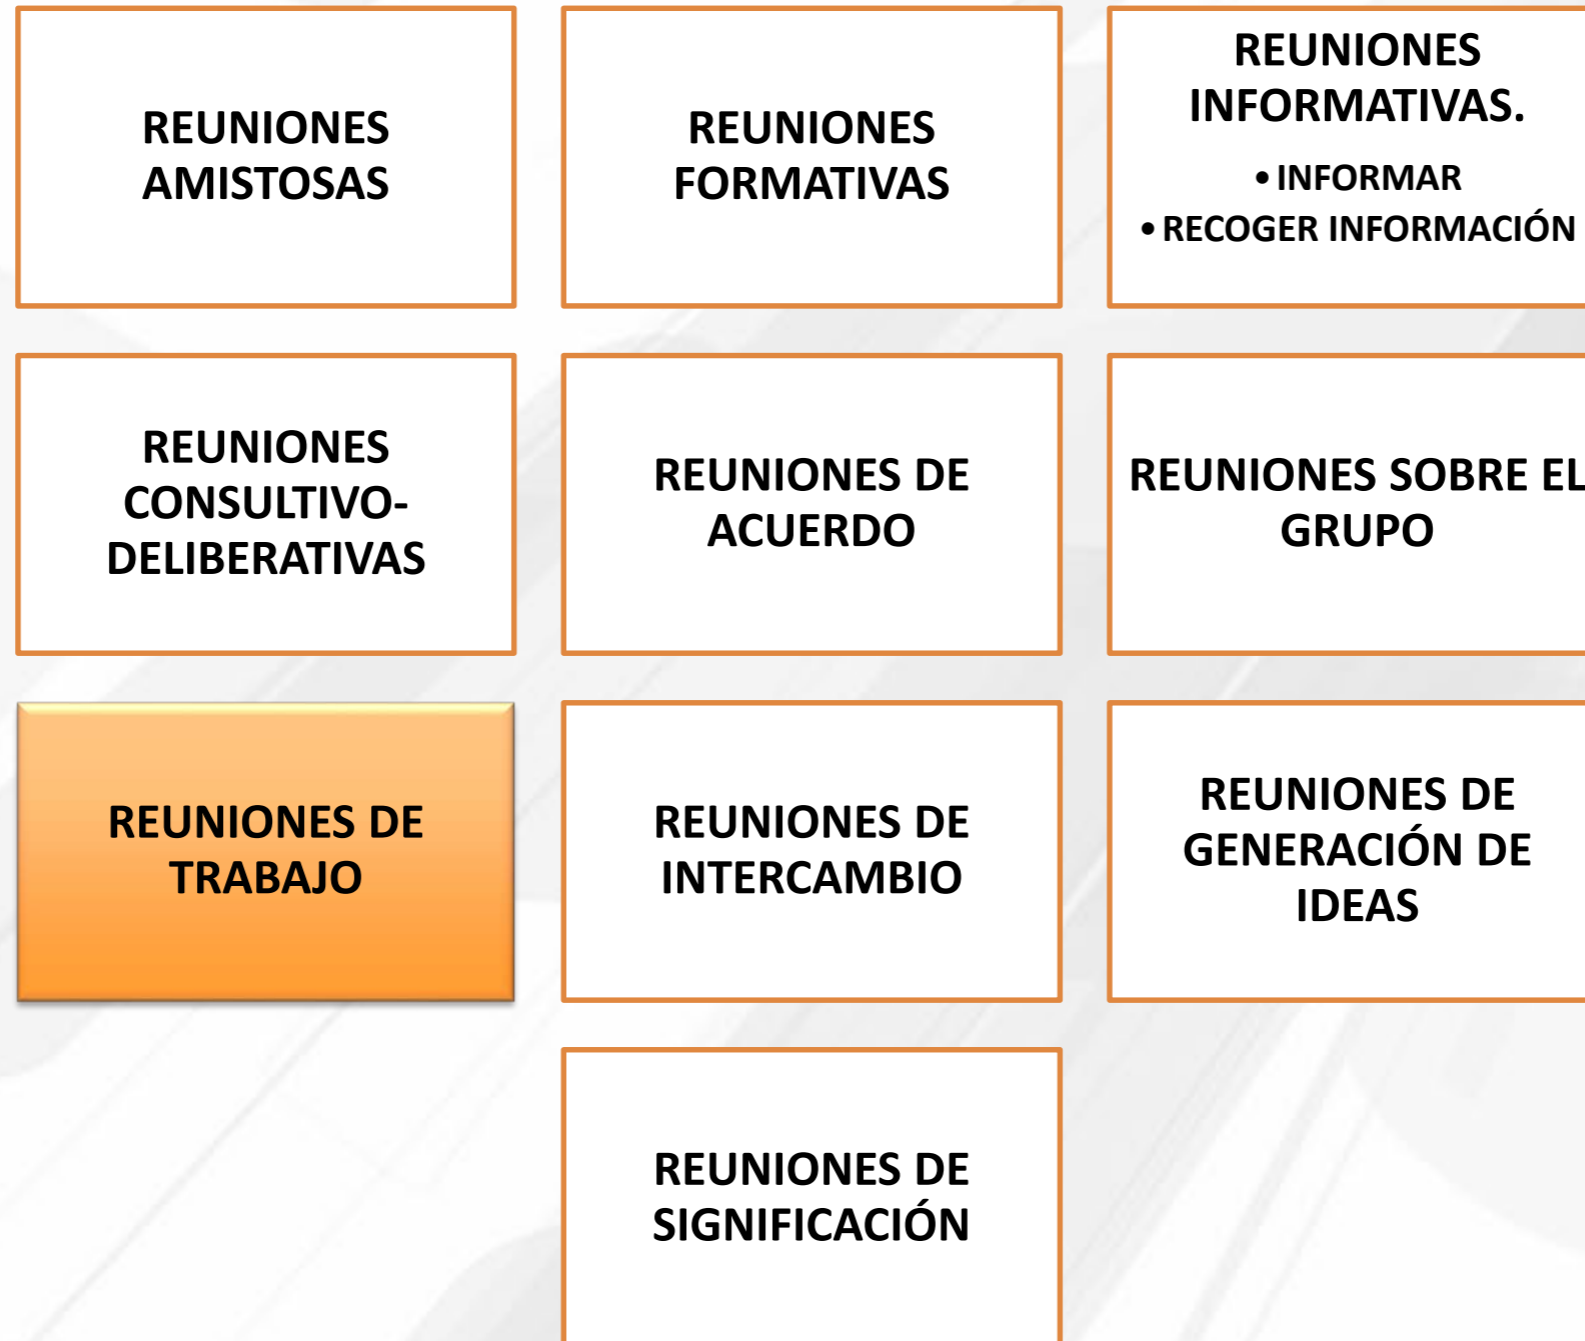 REUNIONES
AMISTOSAS
REUNIONES
FORMATIVAS
REUNIONES
INFORMATIVAS.
•INFORMAR
•RECOGER INFORMACIÓN
REUNIONES
CONSULTIVO-
DELIBERATIVAS
REUNIONES DE
ACUERDO
REUNIONES SOBRE EL
GRUPO
REUNIONES DE
TRABAJO
REUNIONES DE
INTERCAMBIO
REUNIONES DE
GENERACIÓN DE
IDEAS
REUNIONES DE
SIGNIFICACIÓN